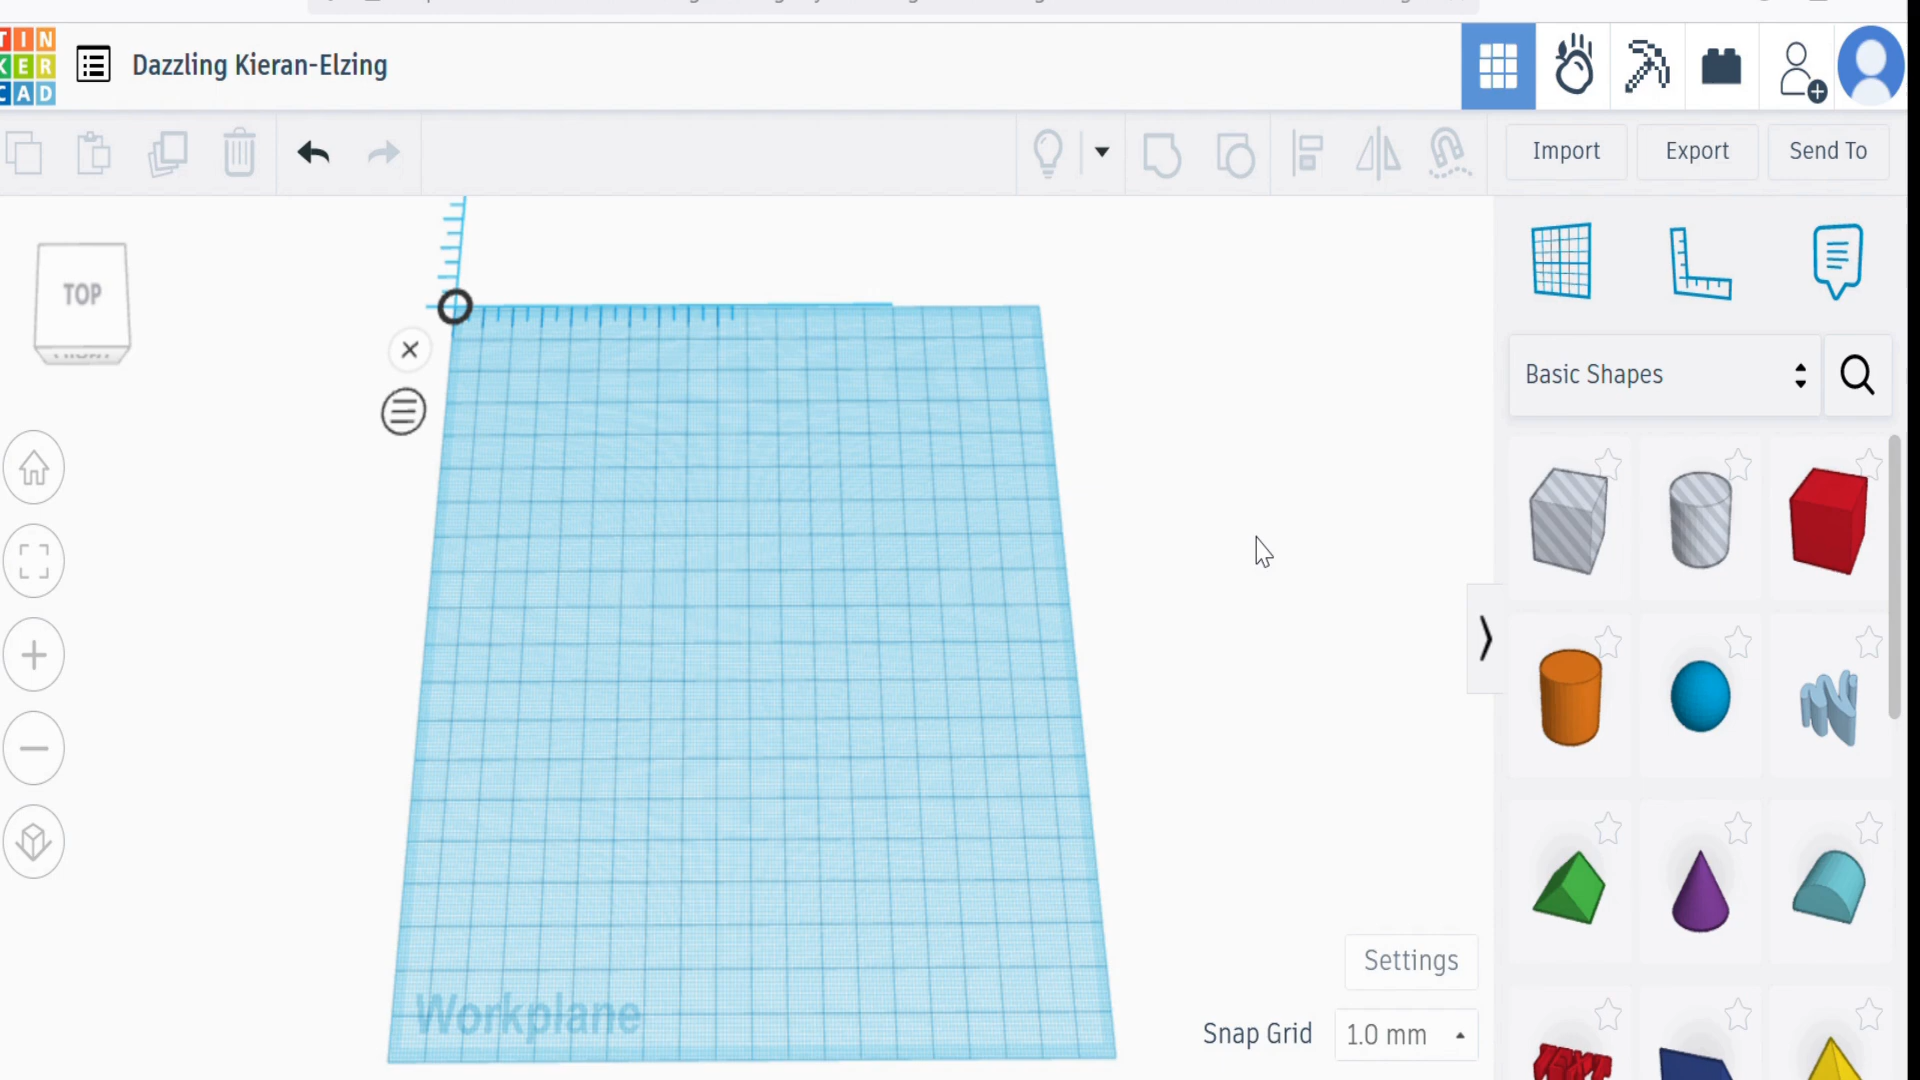 TIN
KER
CAD
Dazzling Kieran-Elzing
Import
Export
Send To
TOP
Basic Shapes
Workplane
Settings
Snap Grid
1.0 mm
TEXT